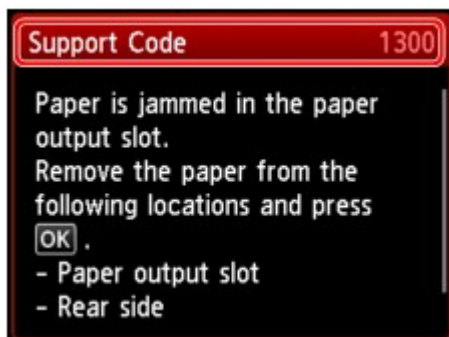 Support Code 1300
Paper is jammed in the paper
output slot.
Remove the paper from the
following locations and press
OK .
- Paper output slot
- Rear side